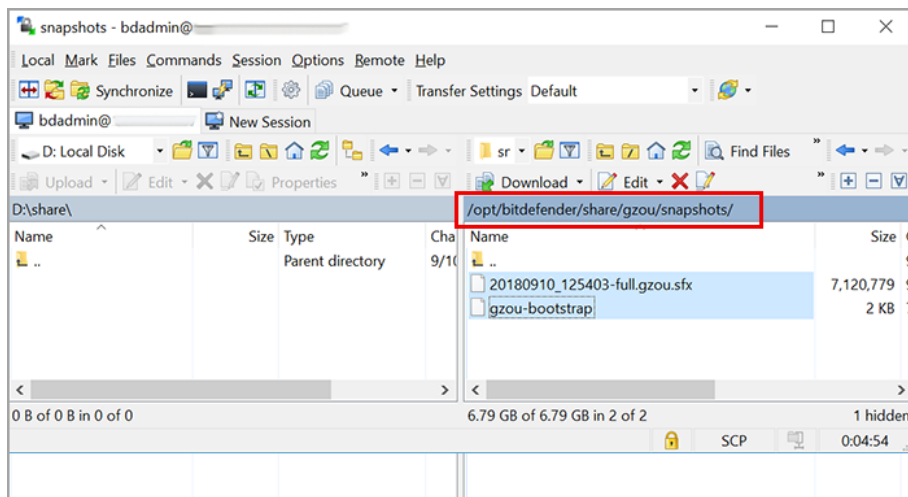 snapshots - bdadmin@
Local Mark Files Commands Session Options Remote Help
Synchronize Queue Transfer Settings Default
bdadmin@ New Session
D: Local Disk sr Find Files »
Upload Edit Properties » Download Edit »
D:\share\ /opt/bitdefender/share/gzou/snapshots/
Name Size Type Cha Name Size
.. Parent directory 9/10 ..
20180910_125403-full.gzou.sfx 7,120,779
gzou-bootstrap 2 KB
0 B of 0 B in 0 of 0 6.79 GB of 6.79 GB in 2 of 2 1 hidden
SCP 0:04:54